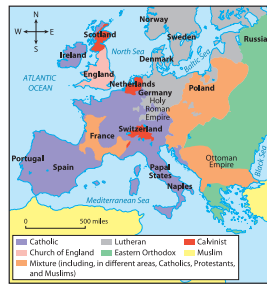 Norway
Sweden
Scotland
North Sea
Russia
Ireland
Denmark
Baltic Sea
N
W
E
S
ATLANTIC
OCEAN
England
Netherlands
Poland
Germany
Holy
Roman
Empire
France
Switzerland
Portugal
Spain
Papal
States
Ottoman
Empire
Black Sea
Naples
Mediterranean Sea
0
500 miles
Catholic
Lutheran
Calvinist
Church of England
Eastern Orthodox
Muslim
Mixture (including, in different areas, Catholics, Protestants,
and Muslims)